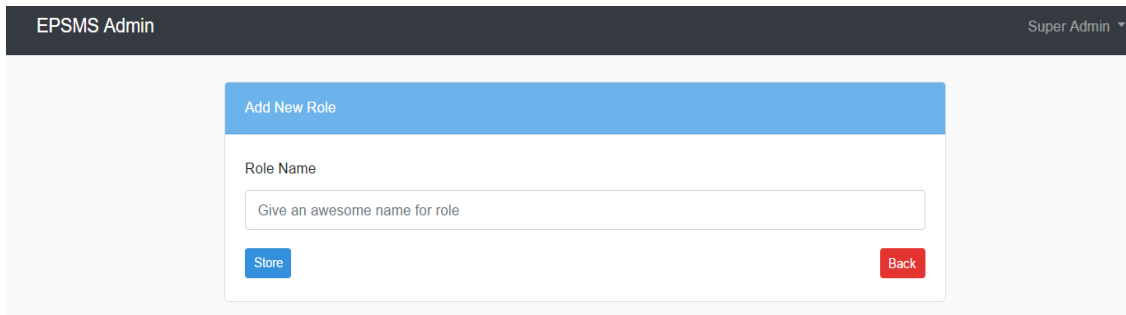 EPSMS Admin
Super Admin
Add New Role
Role Name
Give an awesome name for role
Store
Back